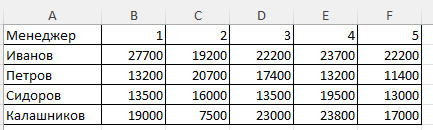 A B C D E F
Менеджер 1 2 3 4 5
Иванов 27700 19200 22200 23700 22200
Петров 13200 20700 17400 13200 11400
Сидоров 13500 16000 13500 19500 13000
Калашников 19000 7500 23000 23800 17000